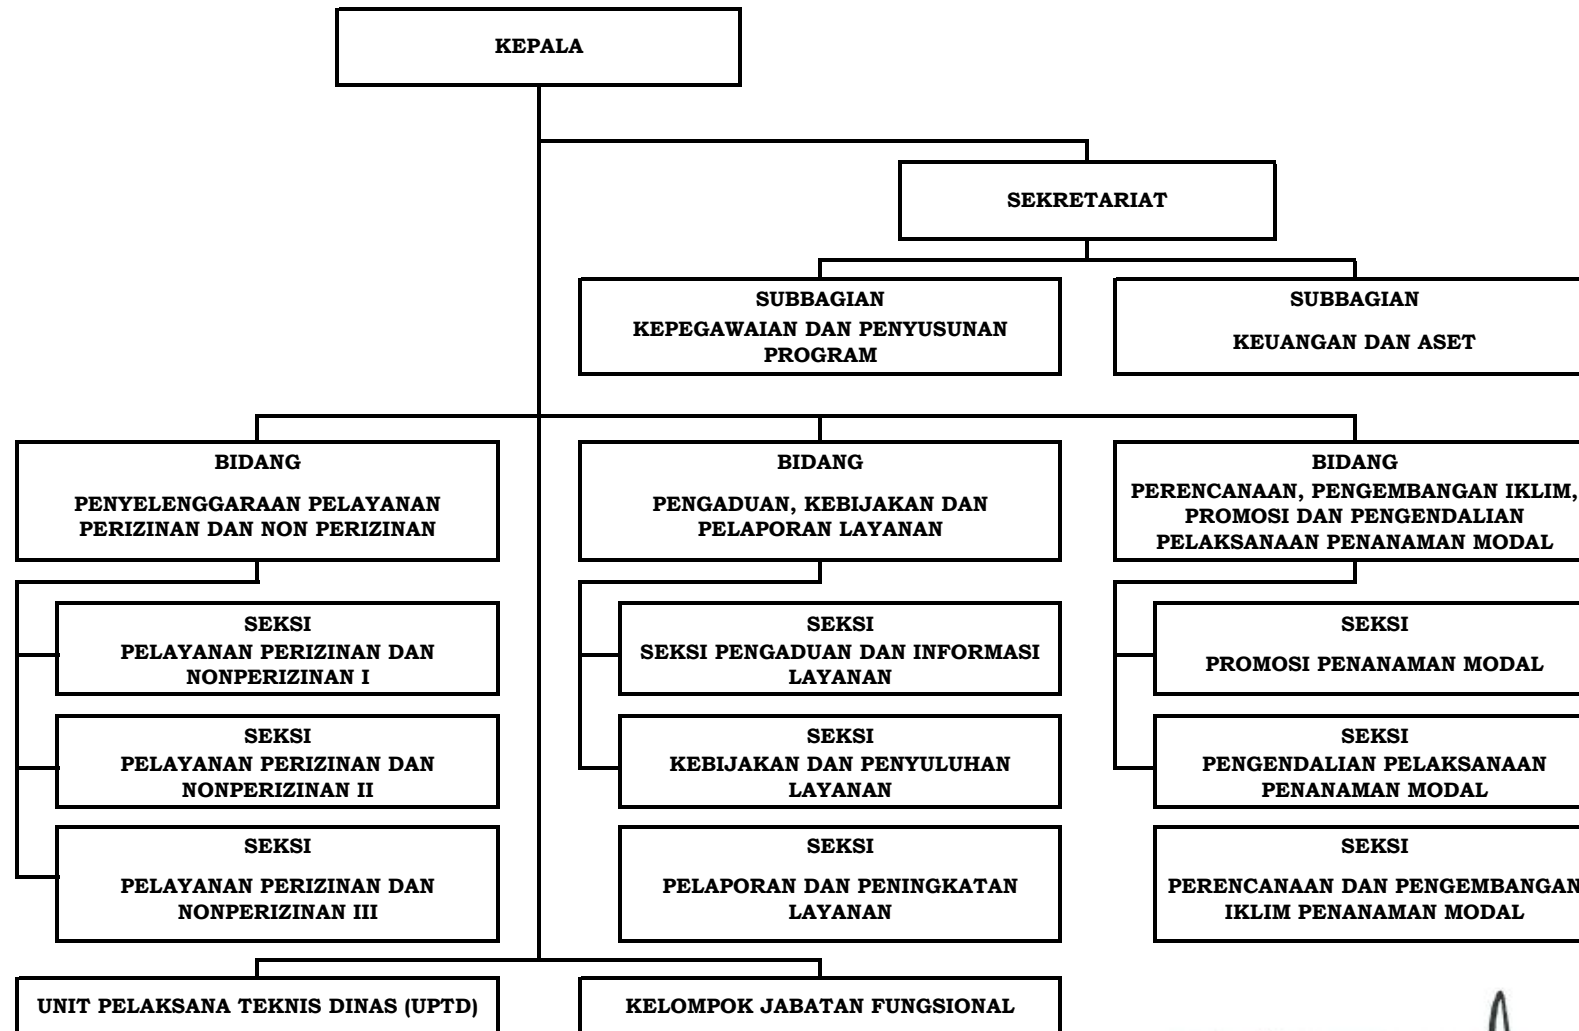 KEPALA
SEKRETARIAT
SUBBAGIAN
KEPEGAWAIAN DAN PENYUSUNAN
PROGRAM
SUBBAGIAN
KEUANGAN DAN ASET
BIDANG
PENYELENGGARAAN PELAYANAN
PERIZINAN DAN NON PERIZINAN
BIDANG
PENGADUAN, KEBIJAKAN DAN
PELAPORAN LAYANAN
BIDANG
PERENCANAAN, PENGEMBANGAN IKLIM,
PROMOSI DAN PENGENDALIAN
PELAKSANAAN PENANAMAN MODAL
SEKSI
PELAYANAN PERIZINAN DAN
NONPERIZINAN I
SEKSI
PELAYANAN PERIZINAN DAN
NONPERIZINAN II
SEKSI
PELAYANAN PERIZINAN DAN
NONPERIZINAN III
SEKSI
SEKSI PENGADUAN DAN INFORMASI
LAYANAN
SEKSI
KEBIJAKAN DAN PENYULUHAN
LAYANAN
SEKSI
PELAPORAN DAN PENINGKATAN
LAYANAN
SEKSI
PROMOSI PENANAMAN MODAL
SEKSI
PENGENDALIAN PELAKSANAAN
PENANAMAN MODAL
SEKSI
PERENCANAAN DAN PENGEMBANGAN
IKLIM PENANAMAN MODAL
UNIT PELAKSANA TEKNIS DINAS (UPTD)
KELOMPOK JABATAN FUNGSIONAL